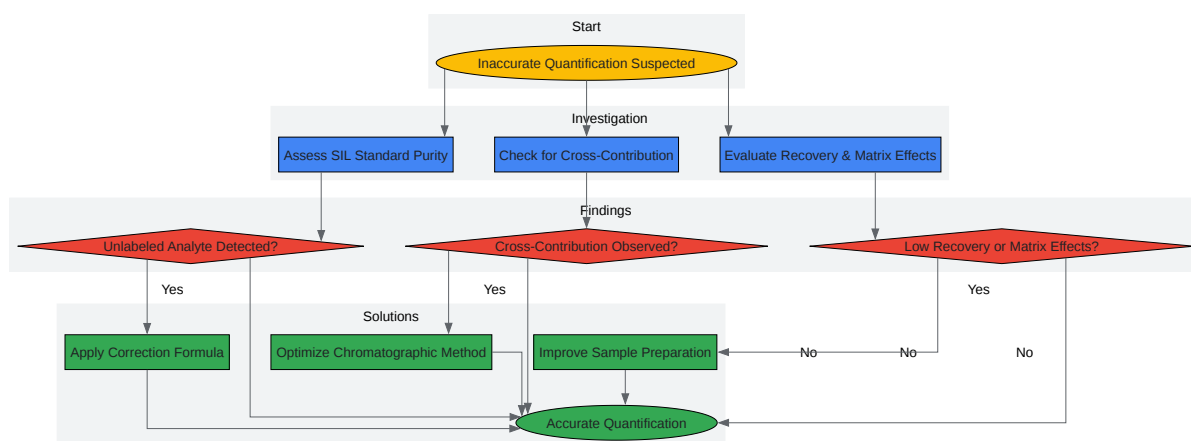 Start
Inaccurate Quantification Suspected
Investigation
Assess SIL Standard Purity
Check for Cross-Contribution
Evaluate Recovery & Matrix Effects
Findings
Unlabeled Analyte Detected?
Cross-Contribution Observed?
Low Recovery or Matrix Effects?
Yes
Yes
Yes
Solutions
Apply Correction Formula
Optimize Chromatographic Method
Improve Sample Preparation
No
No
No
Accurate Quantification